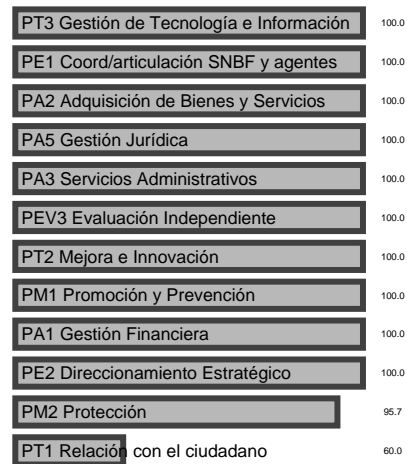 PT3 Gestión de Tecnología e Información 100.0
PE1 Coord/articulación SNBF y agentes 100.0
PA2 Adquisición de Bienes y Servicios 100.0
PA5 Gestión Jurídica 100.0
PA3 Servicios Administrativos 100.0
PEV3 Evaluación Independiente 100.0
PT2 Mejora e Innovación 100.0
PM1 Promoción y Prevención 100.0
PA1 Gestión Financiera 100.0
PE2 Direccionamiento Estratégico 100.0
PM2 Protección 95.7
PT1 Relación con el ciudadano 60.0